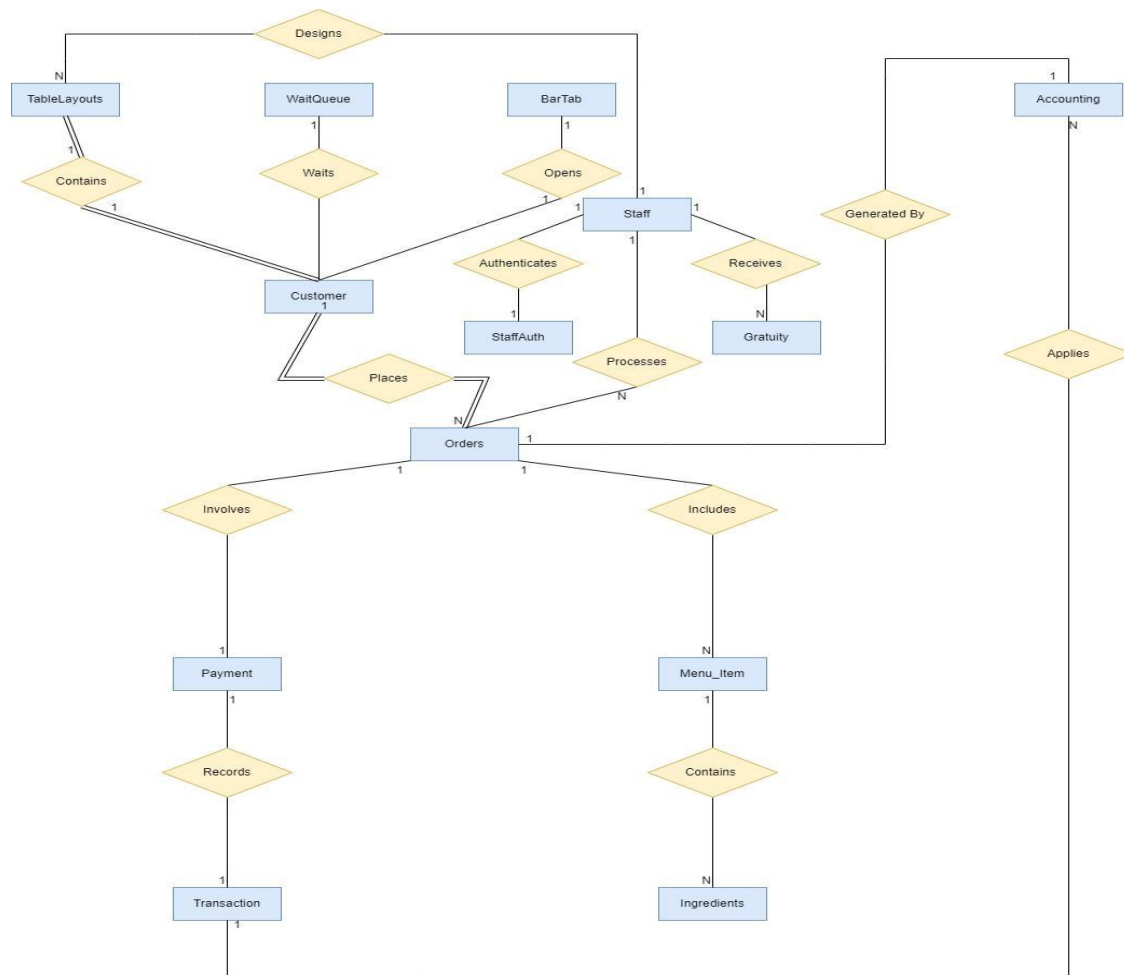 Designs
N
1
TableLayouts
WaitQueue
BarTab
Accounting
1
1
N
1
Contains
Waits
Opens
1
1
1
1
1
Staff
1
Generated By
Authenticates
Receives
Customer
1
1
N
StaffAuth
Gratuity
Processes
Applies
Places
N
N
Orders
1
1
1
Involves
Includes
1
N
Payment
Menu_Item
1
1
Records
Contains
1
N
Transaction
Ingredients
1